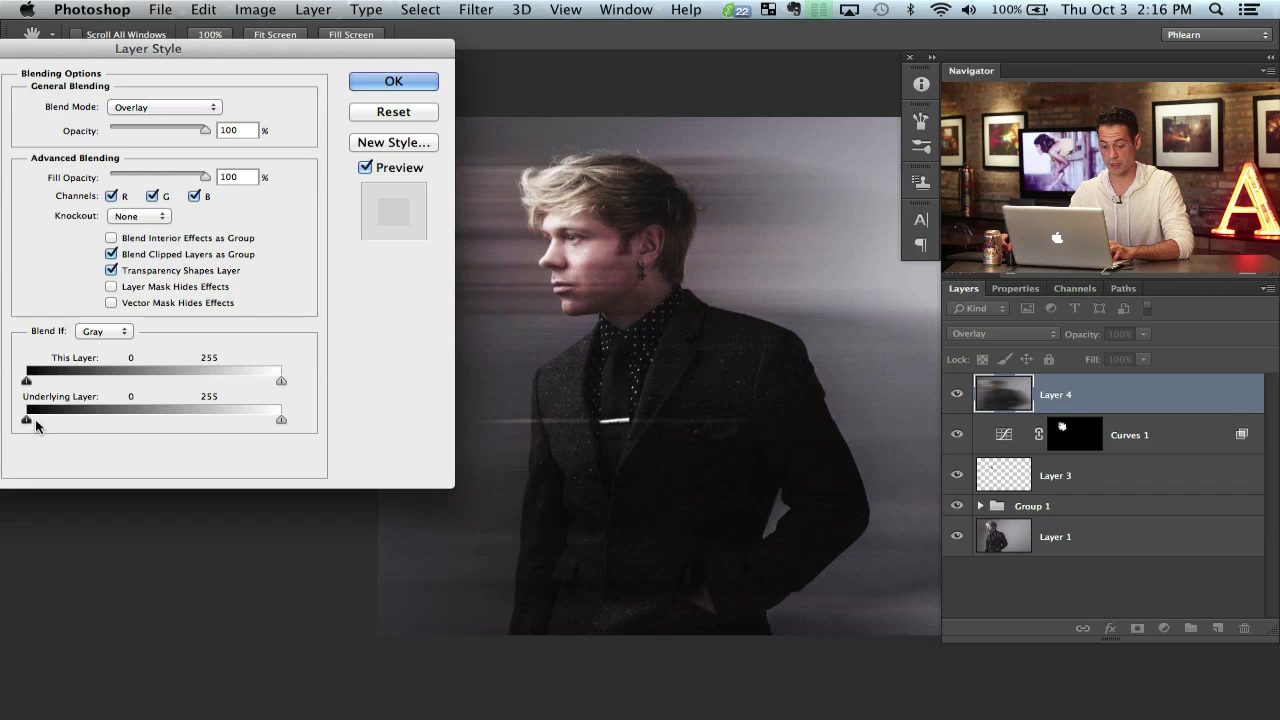 Photoshop File Edit Image Layer Type Select Filter 3D View Window Help 22 100% Thu Oct 3 2:16 PM
Scroll All Windows 100% Fit Screen Fill Screen Phlearn
Layer Style
Blending Options
General Blending
Blend Mode: Overlay
Opacity: 100 %
Advanced Blending
Fill Opacity: 100 %
Channels: R G B
Knockout: None
Blend Interior Effects as Group
Blend Clipped Layers as Group
Transparency Shapes Layer
Layer Mask Hides Effects
Vector Mask Hides Effects
Blend If: Gray
This Layer: 0 255
Underlying Layer: 0 255
OK
Reset
New Style...
Preview
Navigator
A
Layers Properties Channels Paths
Kind
Overlay Opacity: 100%
Lock: Fill: 100%
Layer 4
Curves 1
Layer 3
Group 1
Layer 1
fx